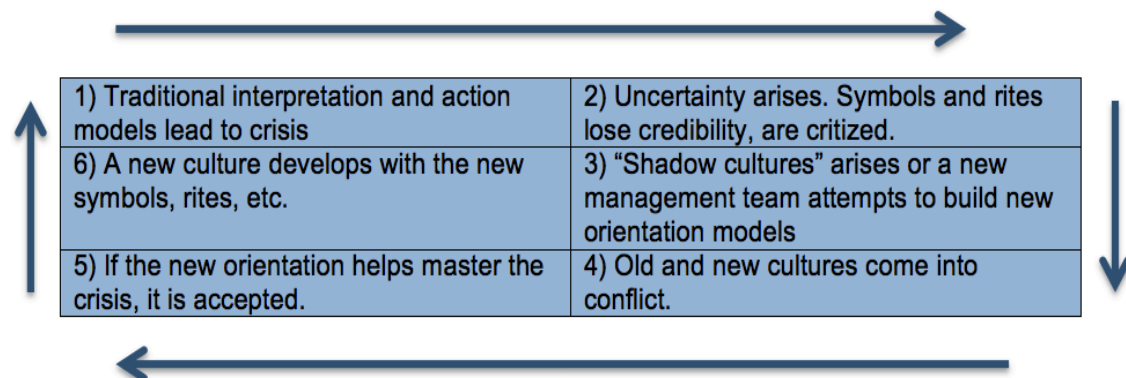 1) Traditional interpretation and action
models lead to crisis
2) Uncertainty arises. Symbols and rites
lose credibility, are critized.
6) A new culture develops with the new
symbols, rites, etc.
3) “Shadow cultures” arises or a new
management team attempts to build new
orientation models
5) If the new orientation helps master the
crisis, it is accepted.
4) Old and new cultures come into
conflict.